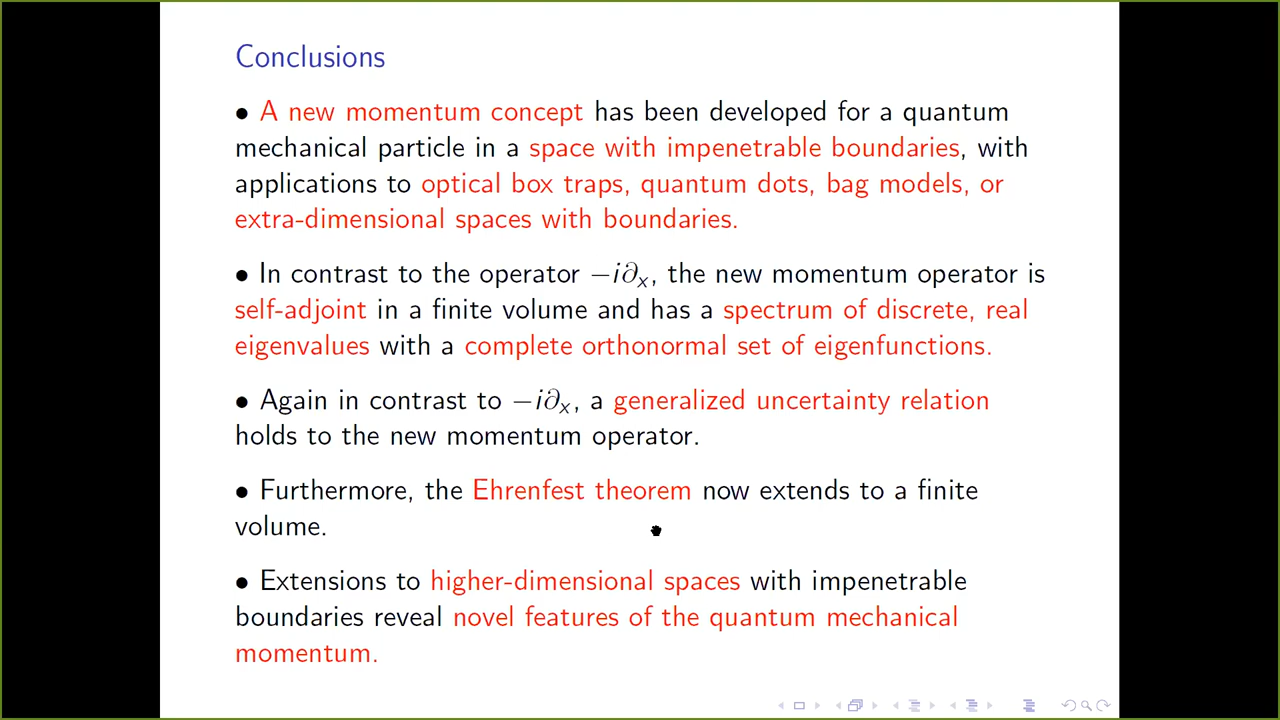 Conclusions
• A new momentum concept has been developed for a quantum
mechanical particle in a space with impenetrable boundaries, with
applications to optical box traps, quantum dots, bag models, or
extra-dimensional spaces with boundaries.
• In contrast to the operator −i∂ₓ, the new momentum operator is
self-adjoint in a finite volume and has a spectrum of discrete, real
eigenvalues with a complete orthonormal set of eigenfunctions.
• Again in contrast to −i∂ₓ, a generalized uncertainty relation
holds to the new momentum operator.
• Furthermore, the Ehrenfest theorem now extends to a finite
volume.
• Extensions to higher-dimensional spaces with impenetrable
boundaries reveal novel features of the quantum mechanical
momentum.